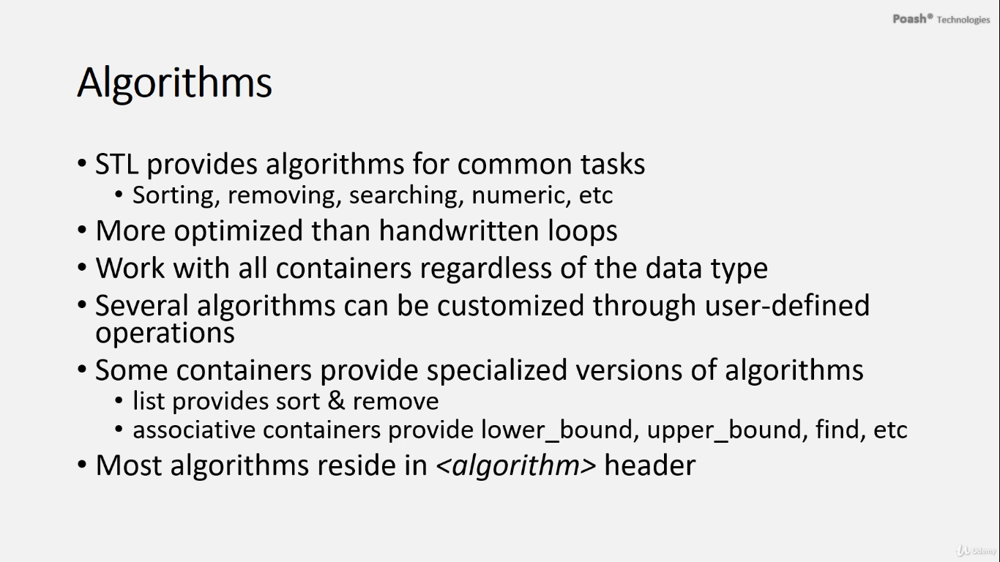 Poash® Technologies
Algorithms
• STL provides algorithms for common tasks
• Sorting, removing, searching, numeric, etc
• More optimized than handwritten loops
• Work with all containers regardless of the data type
• Several algorithms can be customized through user-defined
operations
• Some containers provide specialized versions of algorithms
• list provides sort & remove
• associative containers provide lower_bound, upper_bound, find, etc
• Most algorithms reside in <algorithm> header
Udemy